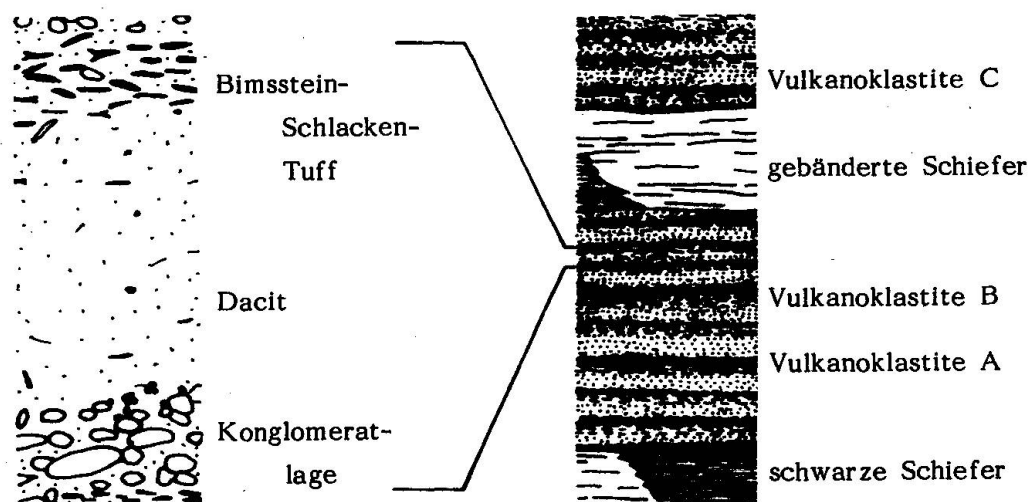 Bimsstein-
Schlacken-
Tuff
Dacit
Konglomerat-
lage
Vulkanoklastite C
gebänderte Schiefer
Vulkanoklastite B
Vulkanoklastite A
schwarze Schiefer